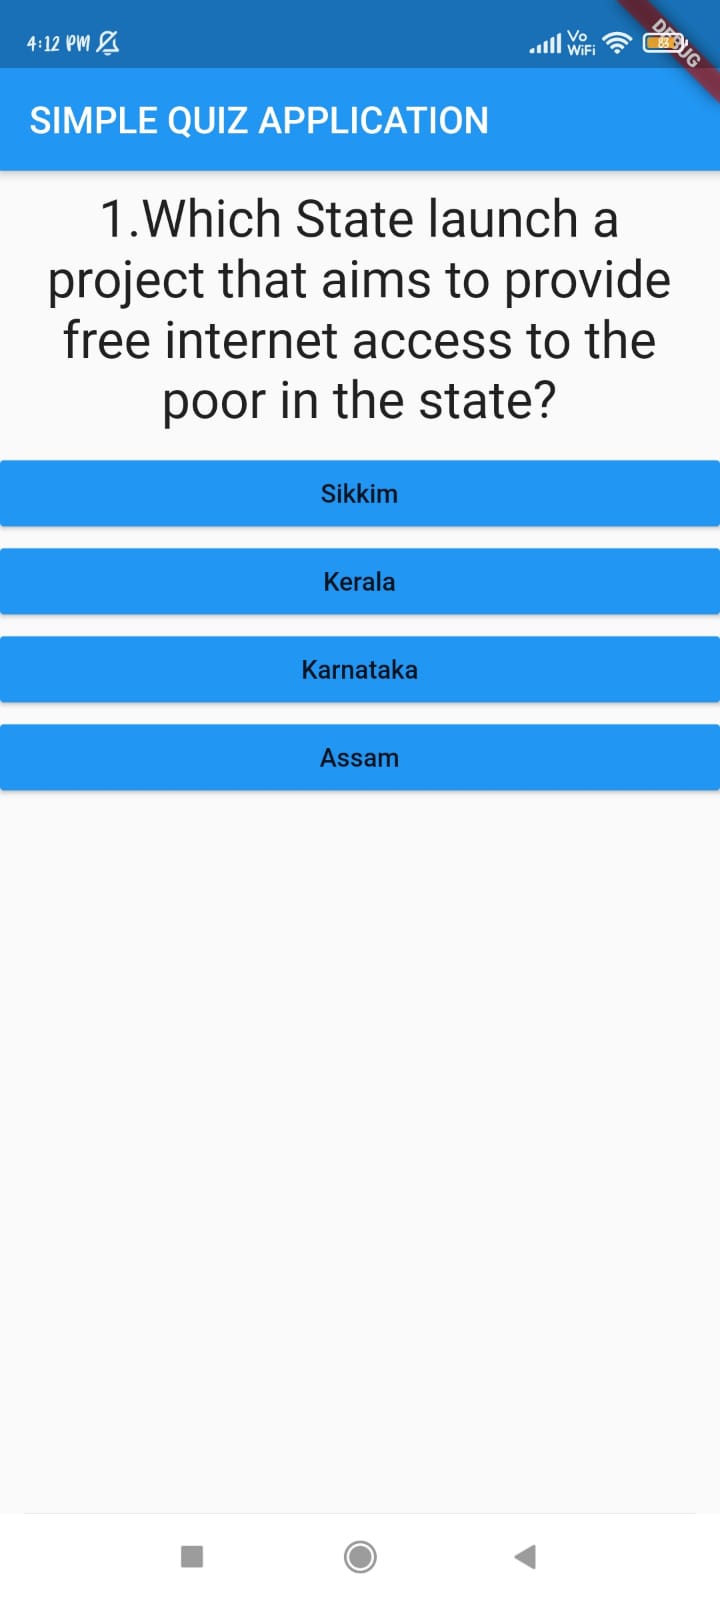 4:12 PM
Vo
WiFi
83
DEBUG
SIMPLE QUIZ APPLICATION
1.Which State launch a
project that aims to provide
free internet access to the
poor in the state?
Sikkim
Kerala
Karnataka
Assam